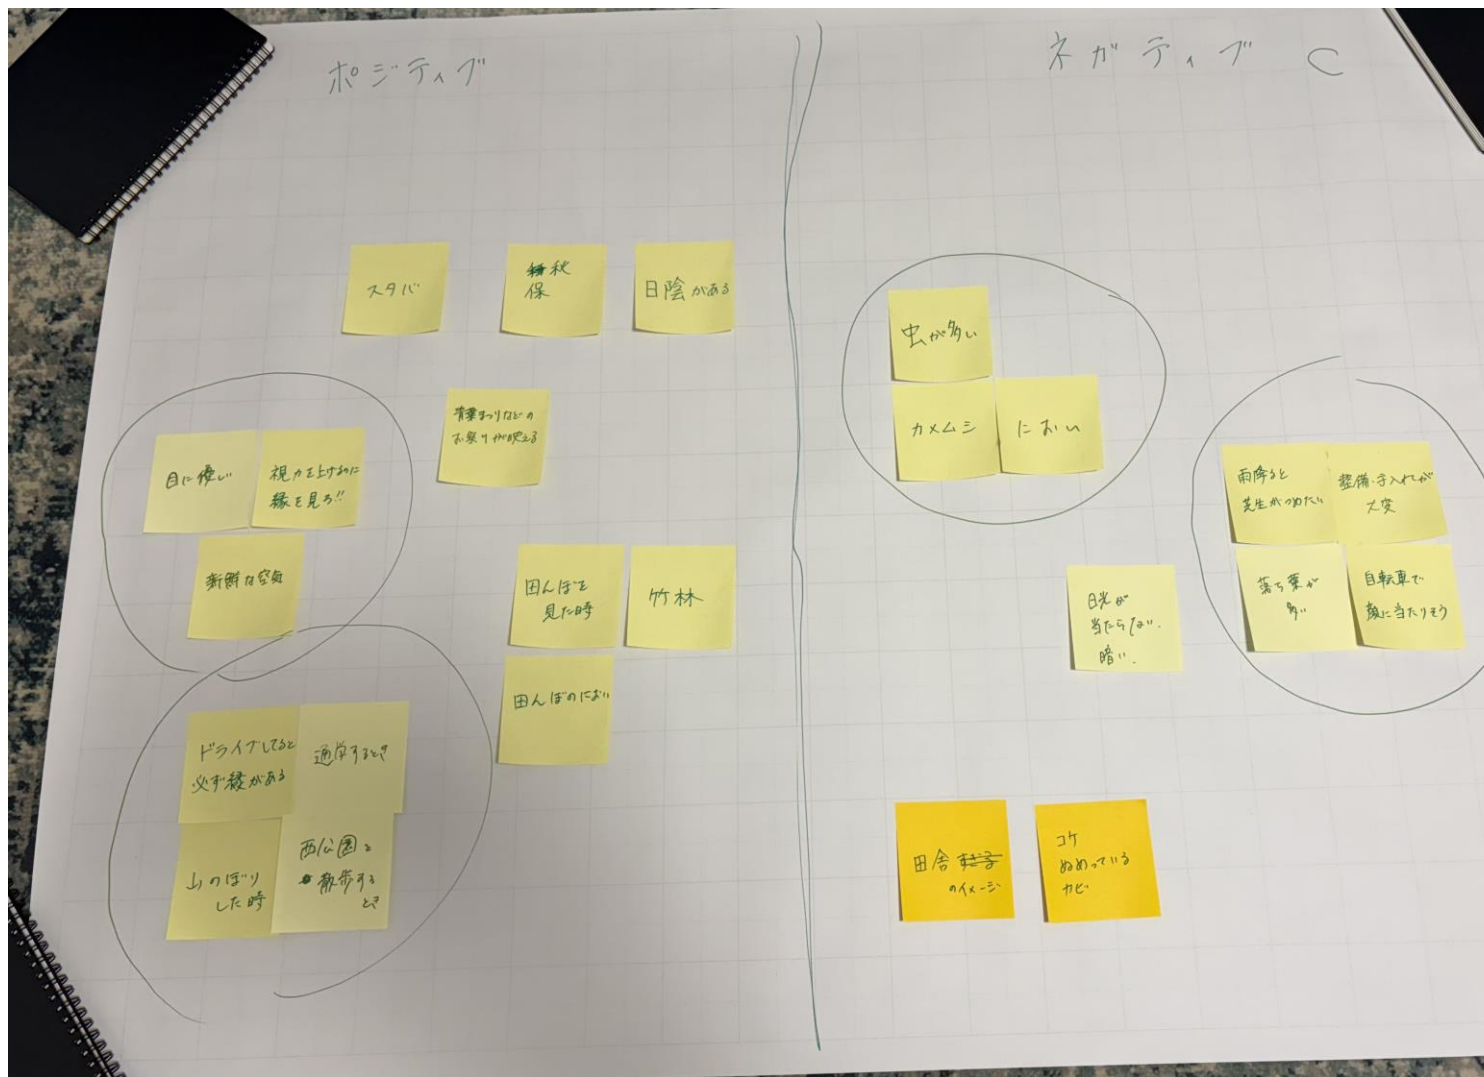 ポジティブ
ネガティブ C
スタバ
秋
保
日陰がある
青葉まつりなどの
お祭りが映える
目に優しい
視力を上げるのに
緑を見ろ!!
新鮮な空気
田んぼを
見た時
竹林
田んぼのにおい
ドライブしてると
必ず緑がある
通学するとき
山のぼり
した時
西公園を
散歩する
とき
虫が多い
カメムシ
におい
雨降ると
芝生がつめたい
整備・手入れが
大変
落ち葉が
多い
自転車で
顔に当たりそう
日光が
当たらない.
暗い.
田舎すぎる
のイメージ
コケ
ぬめっている
カビ